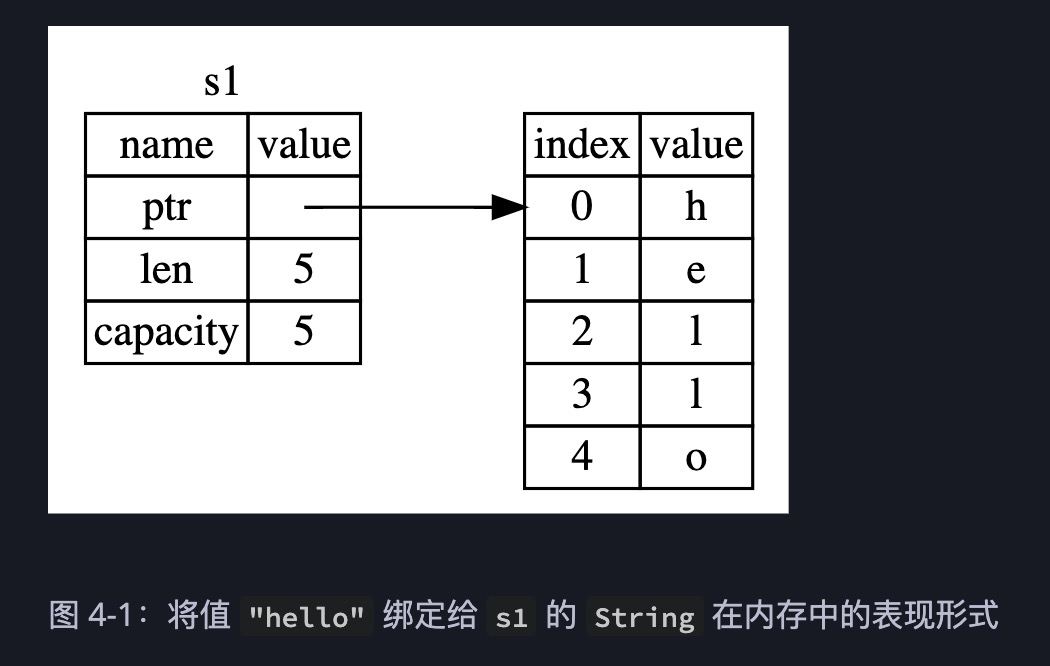 s1
name value
ptr
len 5
capacity 5
index value
0 h
1 e
2 l
3 l
4 o
图 4-1：将值 "hello" 绑定给 s1 的 String 在内存中的表现形式